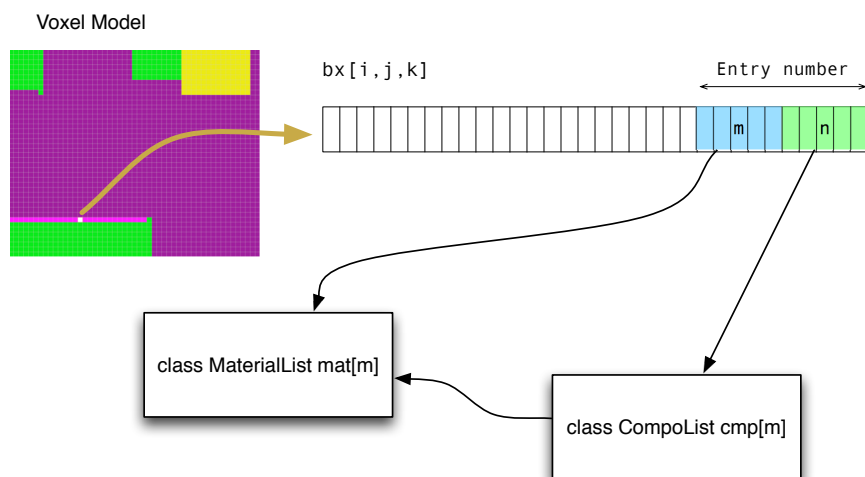 Voxel Model
bx[i,j,k]
Entry number
m
n
class MaterialList mat[m]
class CompoList cmp[m]